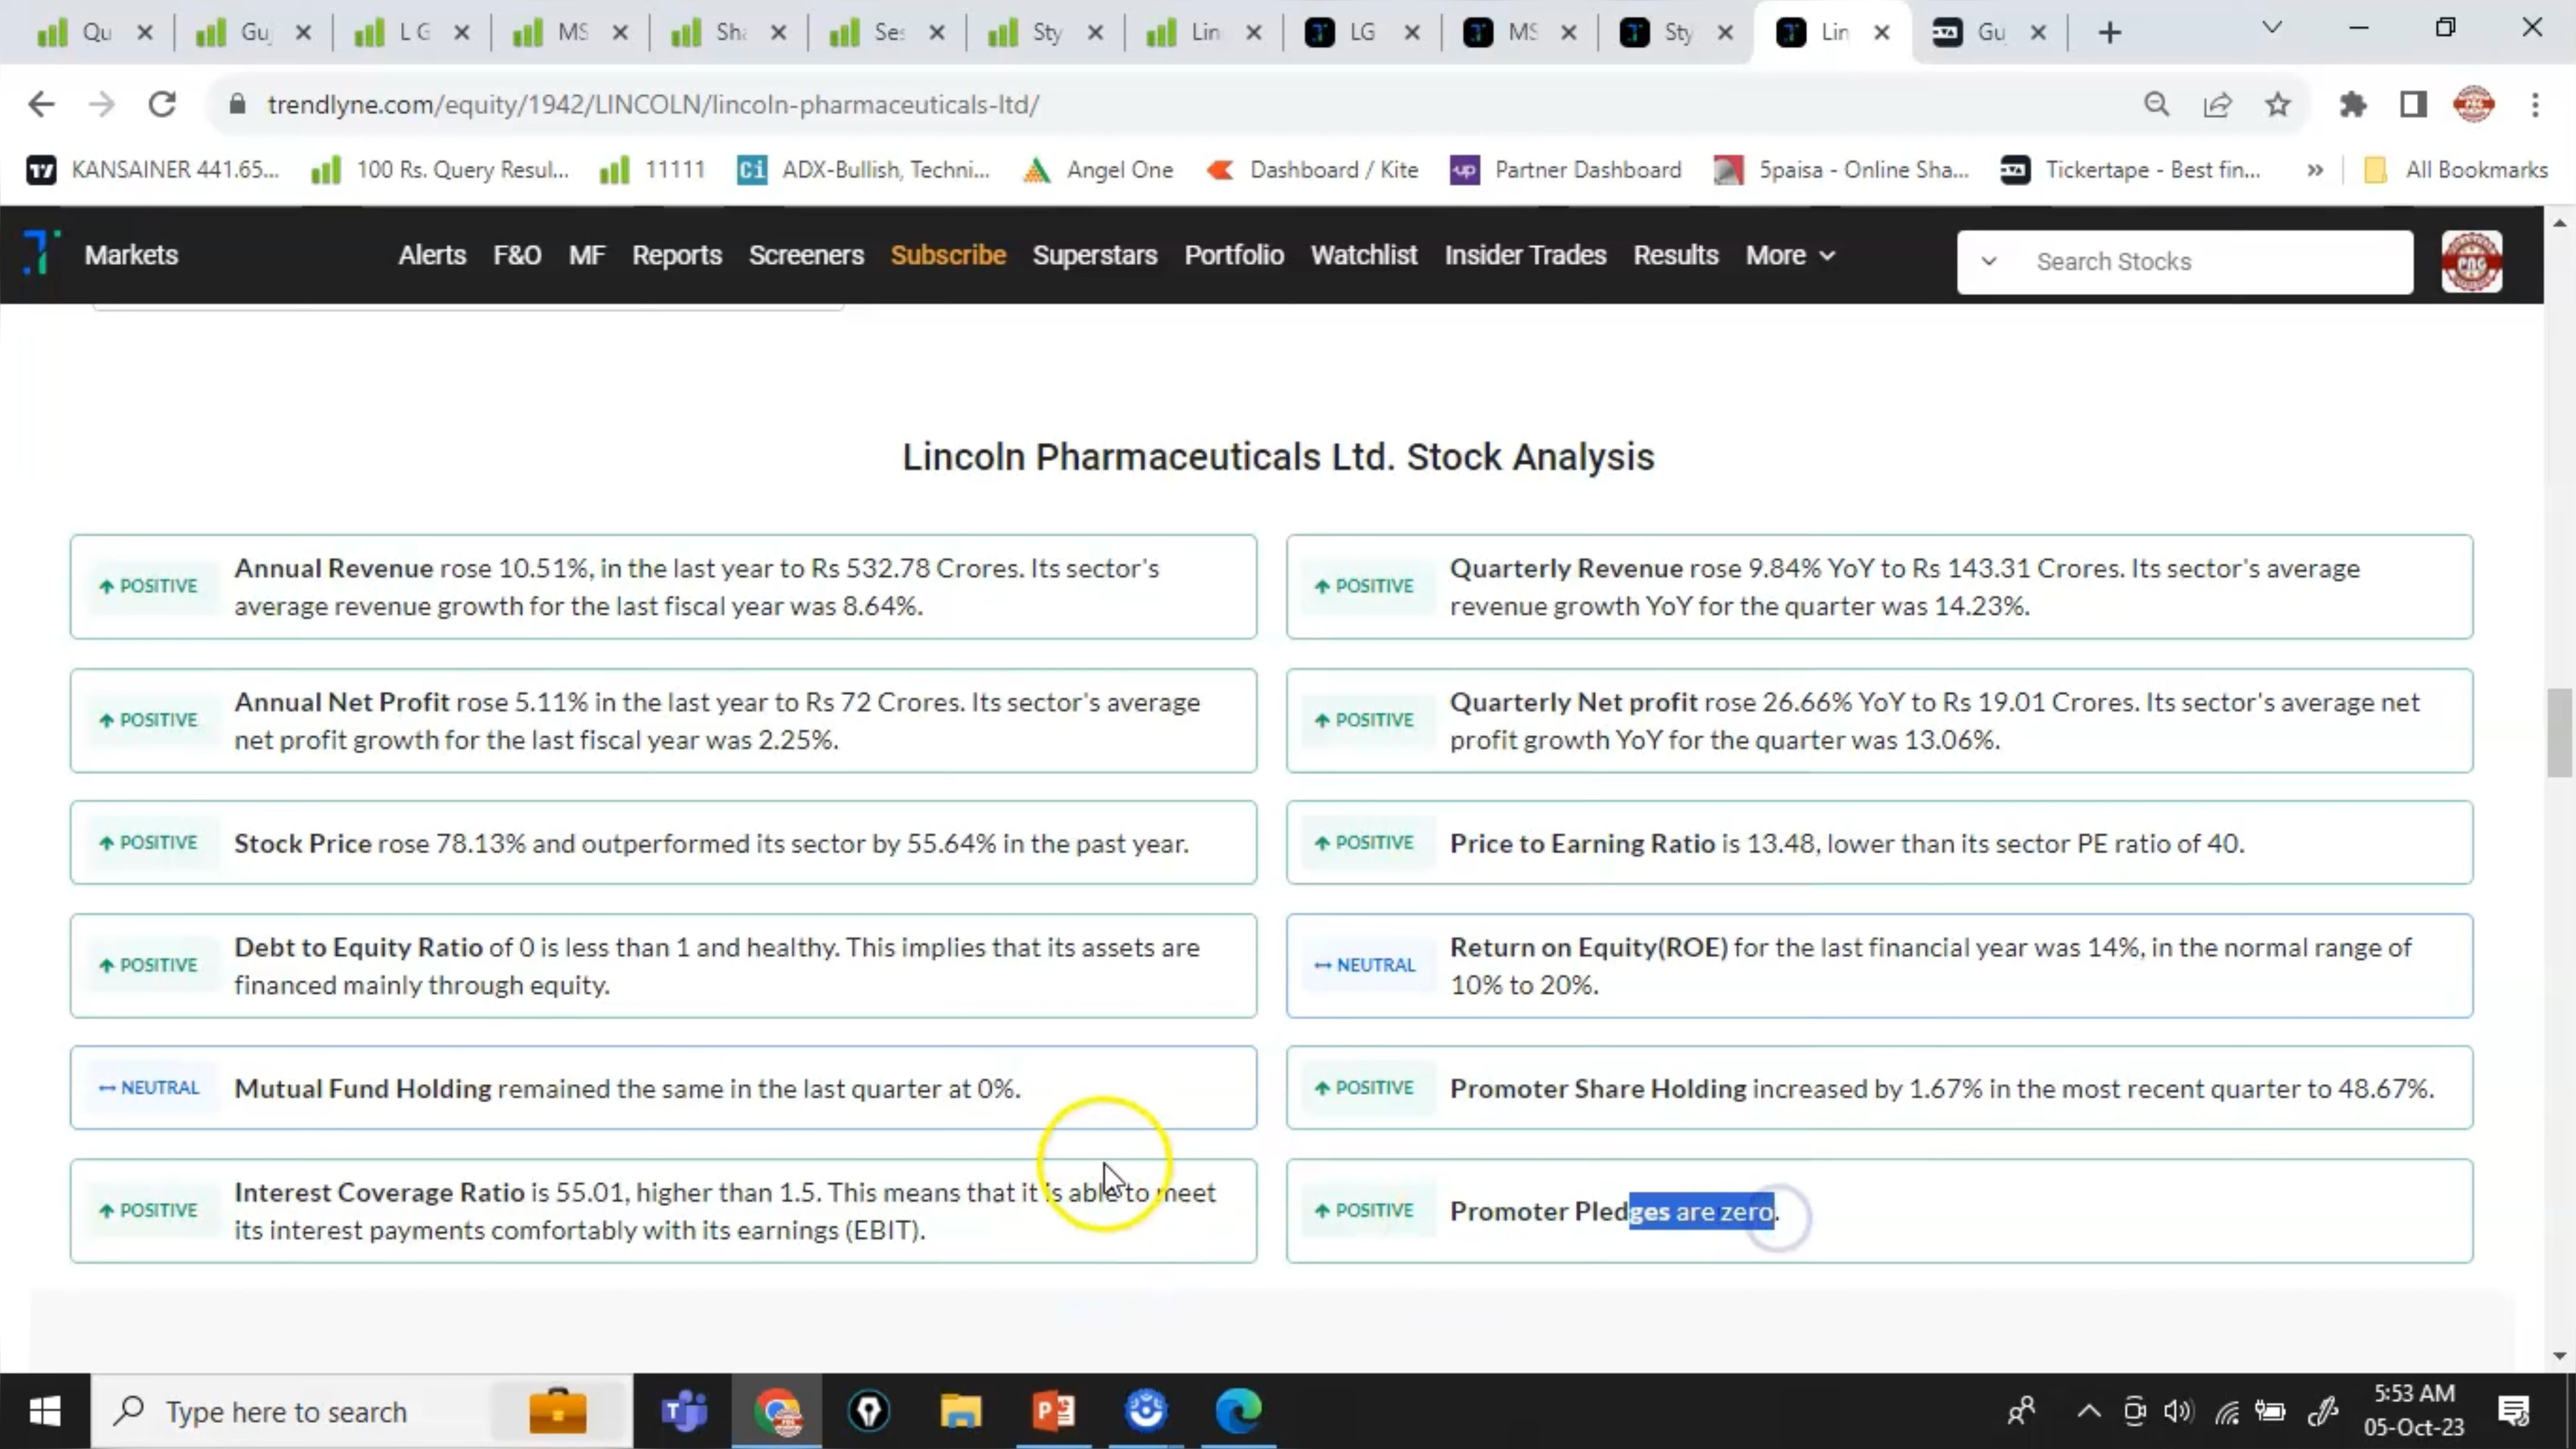 Qu
Guj
L G
MS
Sha
Ses
Sty
Lin
LG
MS
Sty
Lin
Gu
trendlyne.com/equity/1942/LINCOLN/lincoln-pharmaceuticals-ltd/
KANSAINER 441.65...
100 Rs. Query Resul...
11111
ADX-Bullish, Techni...
Angel One
Dashboard / Kite
Partner Dashboard
5paisa - Online Sha...
Tickertape - Best fin...
»
All Bookmarks
Markets
Alerts
F&O
MF
Reports
Screeners
Subscribe
Superstars
Portfolio
Watchlist
Insider Trades
Results
More
Search Stocks
Lincoln Pharmaceuticals Ltd. Stock Analysis
POSITIVE
Annual Revenue rose 10.51%, in the last year to Rs 532.78 Crores. Its sector's
average revenue growth for the last fiscal year was 8.64%.
POSITIVE
Quarterly Revenue rose 9.84% YoY to Rs 143.31 Crores. Its sector's average
revenue growth YoY for the quarter was 14.23%.
POSITIVE
Annual Net Profit rose 5.11% in the last year to Rs 72 Crores. Its sector's average
net profit growth for the last fiscal year was 2.25%.
POSITIVE
Quarterly Net profit rose 26.66% YoY to Rs 19.01 Crores. Its sector's average net
profit growth YoY for the quarter was 13.06%.
POSITIVE
Stock Price rose 78.13% and outperformed its sector by 55.64% in the past year.
POSITIVE
Price to Earning Ratio is 13.48, lower than its sector PE ratio of 40.
POSITIVE
Debt to Equity Ratio of 0 is less than 1 and healthy. This implies that its assets are
financed mainly through equity.
NEUTRAL
Return on Equity(ROE) for the last financial year was 14%, in the normal range of
10% to 20%.
NEUTRAL
Mutual Fund Holding remained the same in the last quarter at 0%.
POSITIVE
Promoter Share Holding increased by 1.67% in the most recent quarter to 48.67%.
POSITIVE
Interest Coverage Ratio is 55.01, higher than 1.5. This means that it is able to meet
its interest payments comfortably with its earnings (EBIT).
POSITIVE
Promoter Pledges are zero.
Type here to search
5:53 AM
05-Oct-23